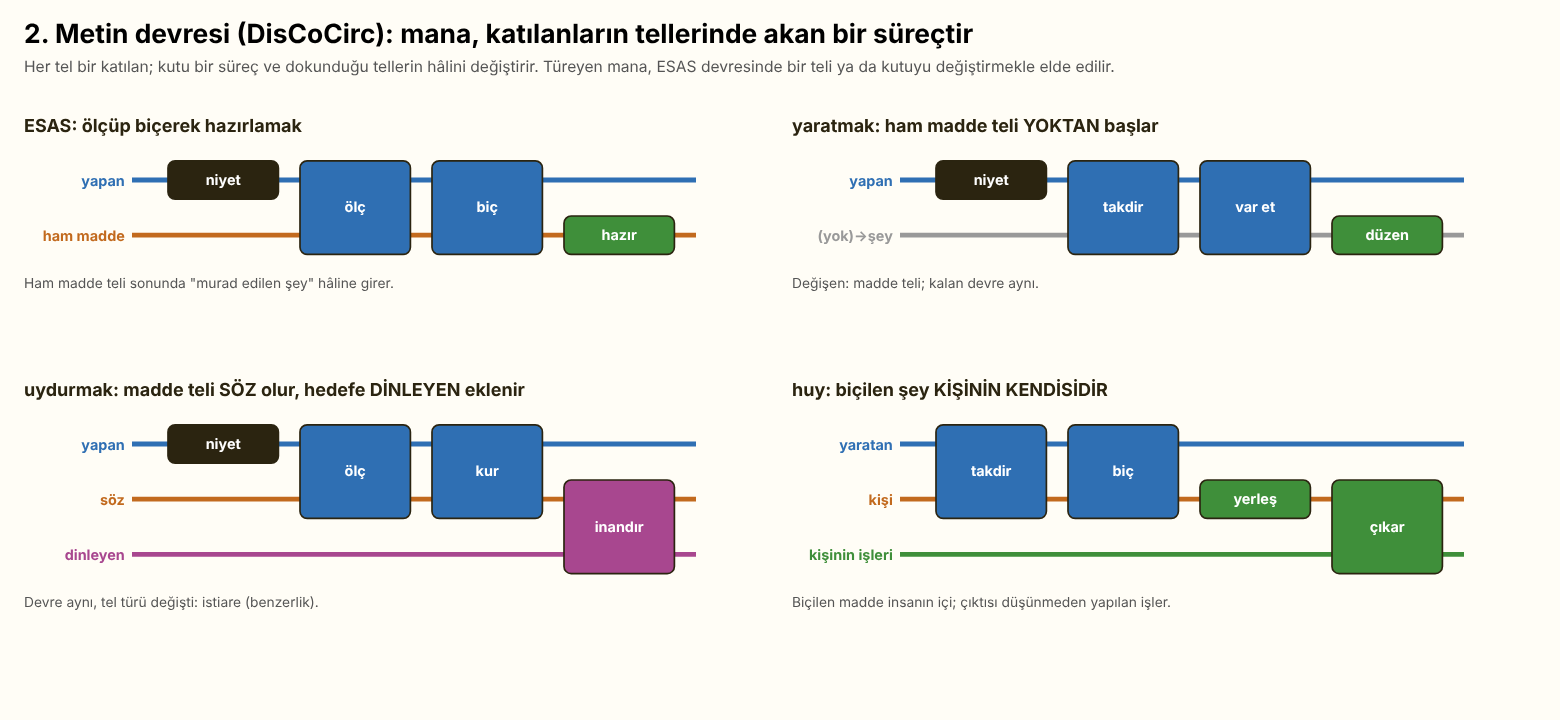 2. Metin devresi (DisCoCirc): mana, katılanların tellerinde akan bir süreçtir
Her tel bir katılan; kutu bir süreç ve dokunduğu tellerin hâlini değiştirir. Türeyen mana, ESAS devresinde bir teli ya da kutuyu değiştirmekle elde edilir.
ESAS: ölçüp biçerek hazırlamak
yapan
niyet
ölç
biç
ham madde
hazır
Ham madde teli sonunda "murad edilen şey" hâline girer.
yaratmak: ham madde teli YOKTAN başlar
yapan
niyet
takdir
var et
(yok)→şey
düzen
Değişen: madde teli; kalan devre aynı.
uydurmak: madde teli SÖZ olur, hedefe DİNLEYEN eklenir
yapan
niyet
ölç
kur
söz
inandır
dinleyen
Devre aynı, tel türü değişti: istiare (benzerlik).
huy: biçilen şey KİŞİNİN KENDİSİDİR
yaratan
takdir
biç
kişi
yerleş
çıkar
kişinin işleri
Biçilen madde insanın içi; çıktısı düşünmeden yapılan işler.